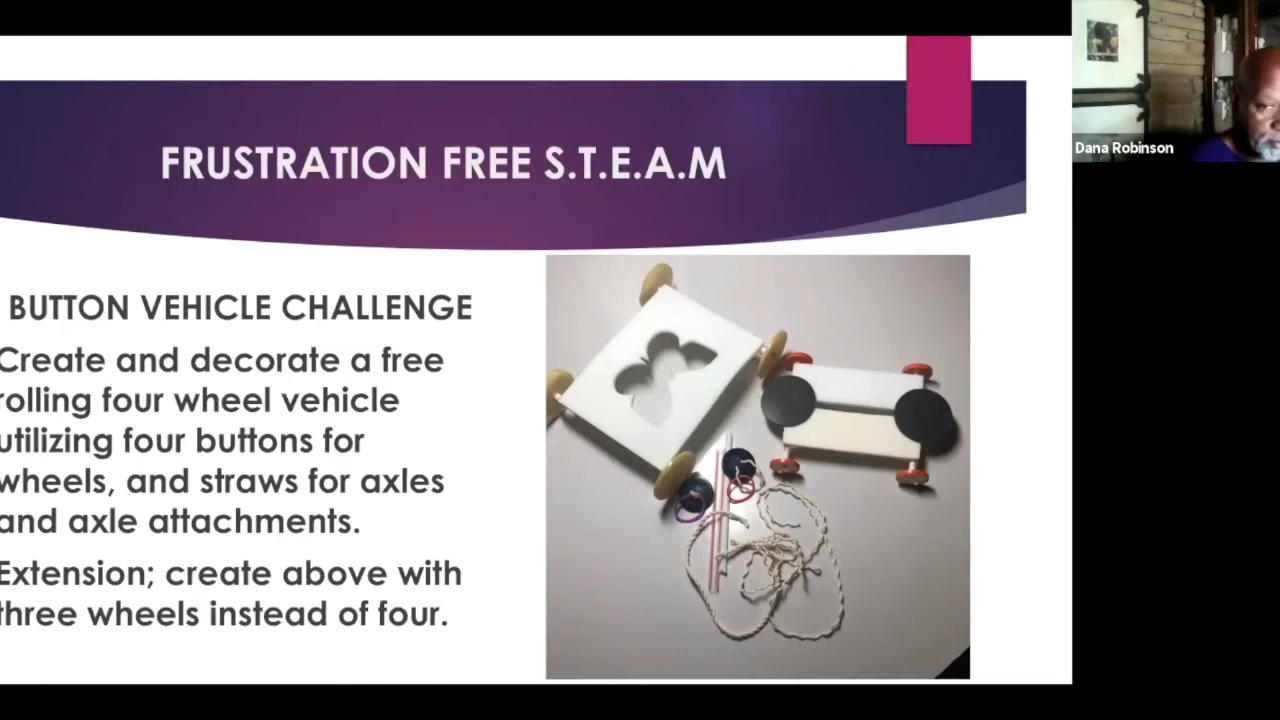 FRUSTRATION FREE S.T.E.A.M
BUTTON VEHICLE CHALLENGE
Create and decorate a free
rolling four wheel vehicle
utilizing four buttons for
wheels, and straws for axles
and axle attachments.
Extension; create above with
three wheels instead of four.
Dana Robinson